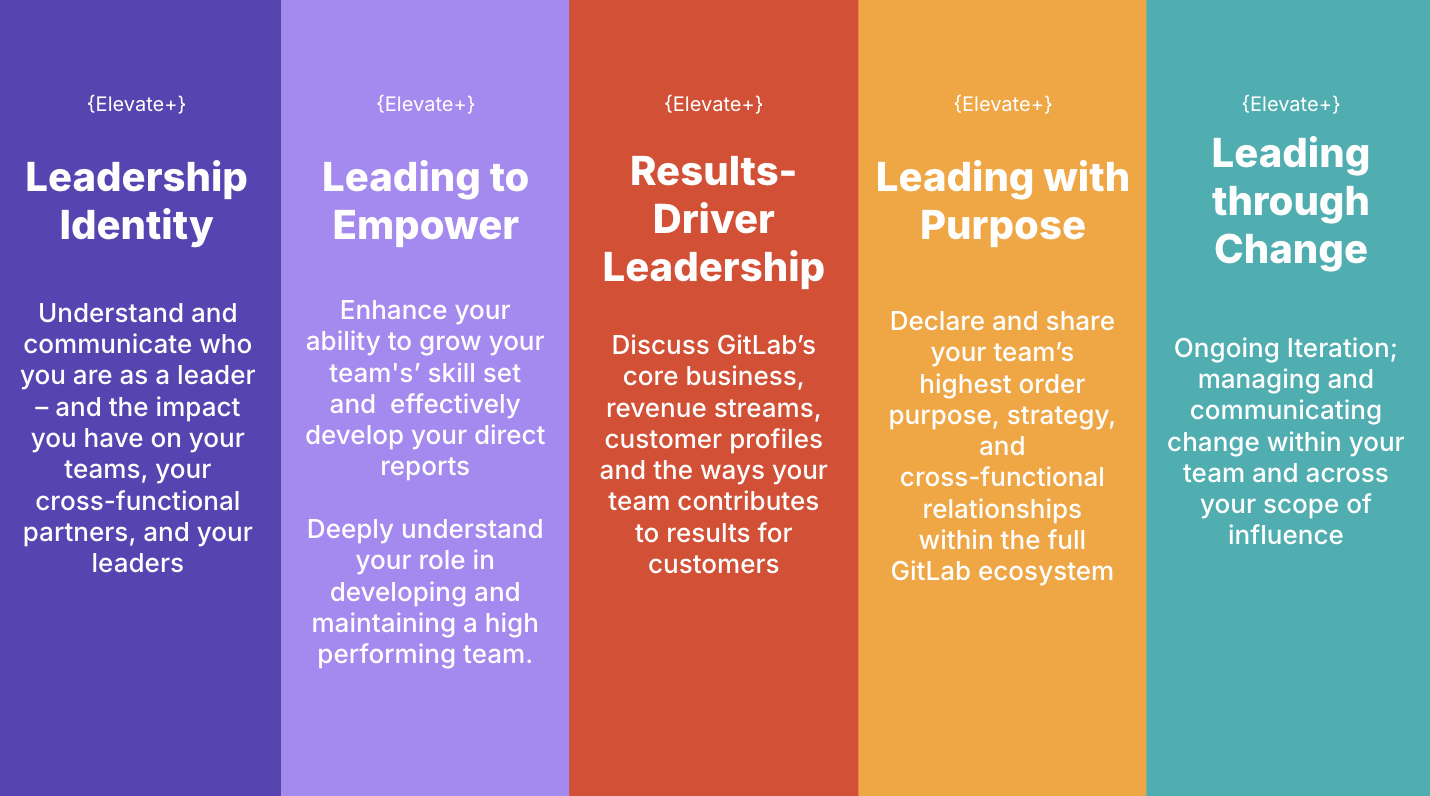 {Elevate+}
Leadership
Identity
Understand and
communicate who
you are as a leader
– and the impact
you have on your
teams, your
cross-functional
partners, and your
leaders
{Elevate+}
Leading to
Empower
Enhance your
ability to grow your
team's' skill set
and  effectively
develop your direct
reports
Deeply understand
your role in
developing and
maintaining a high
performing team.
{Elevate+}
Results-
Driver
Leadership
Discuss GitLab’s
core business,
revenue streams,
customer profiles
and the ways your
team contributes
to results for
customers
{Elevate+}
Leading with
Purpose
Declare and share
your team’s
highest order
purpose, strategy,
and
cross-functional
relationships
within the full
GitLab ecosystem
{Elevate+}
Leading
through
Change
Ongoing Iteration;
managing and
communicating
change within your
team and across
your scope of
influence